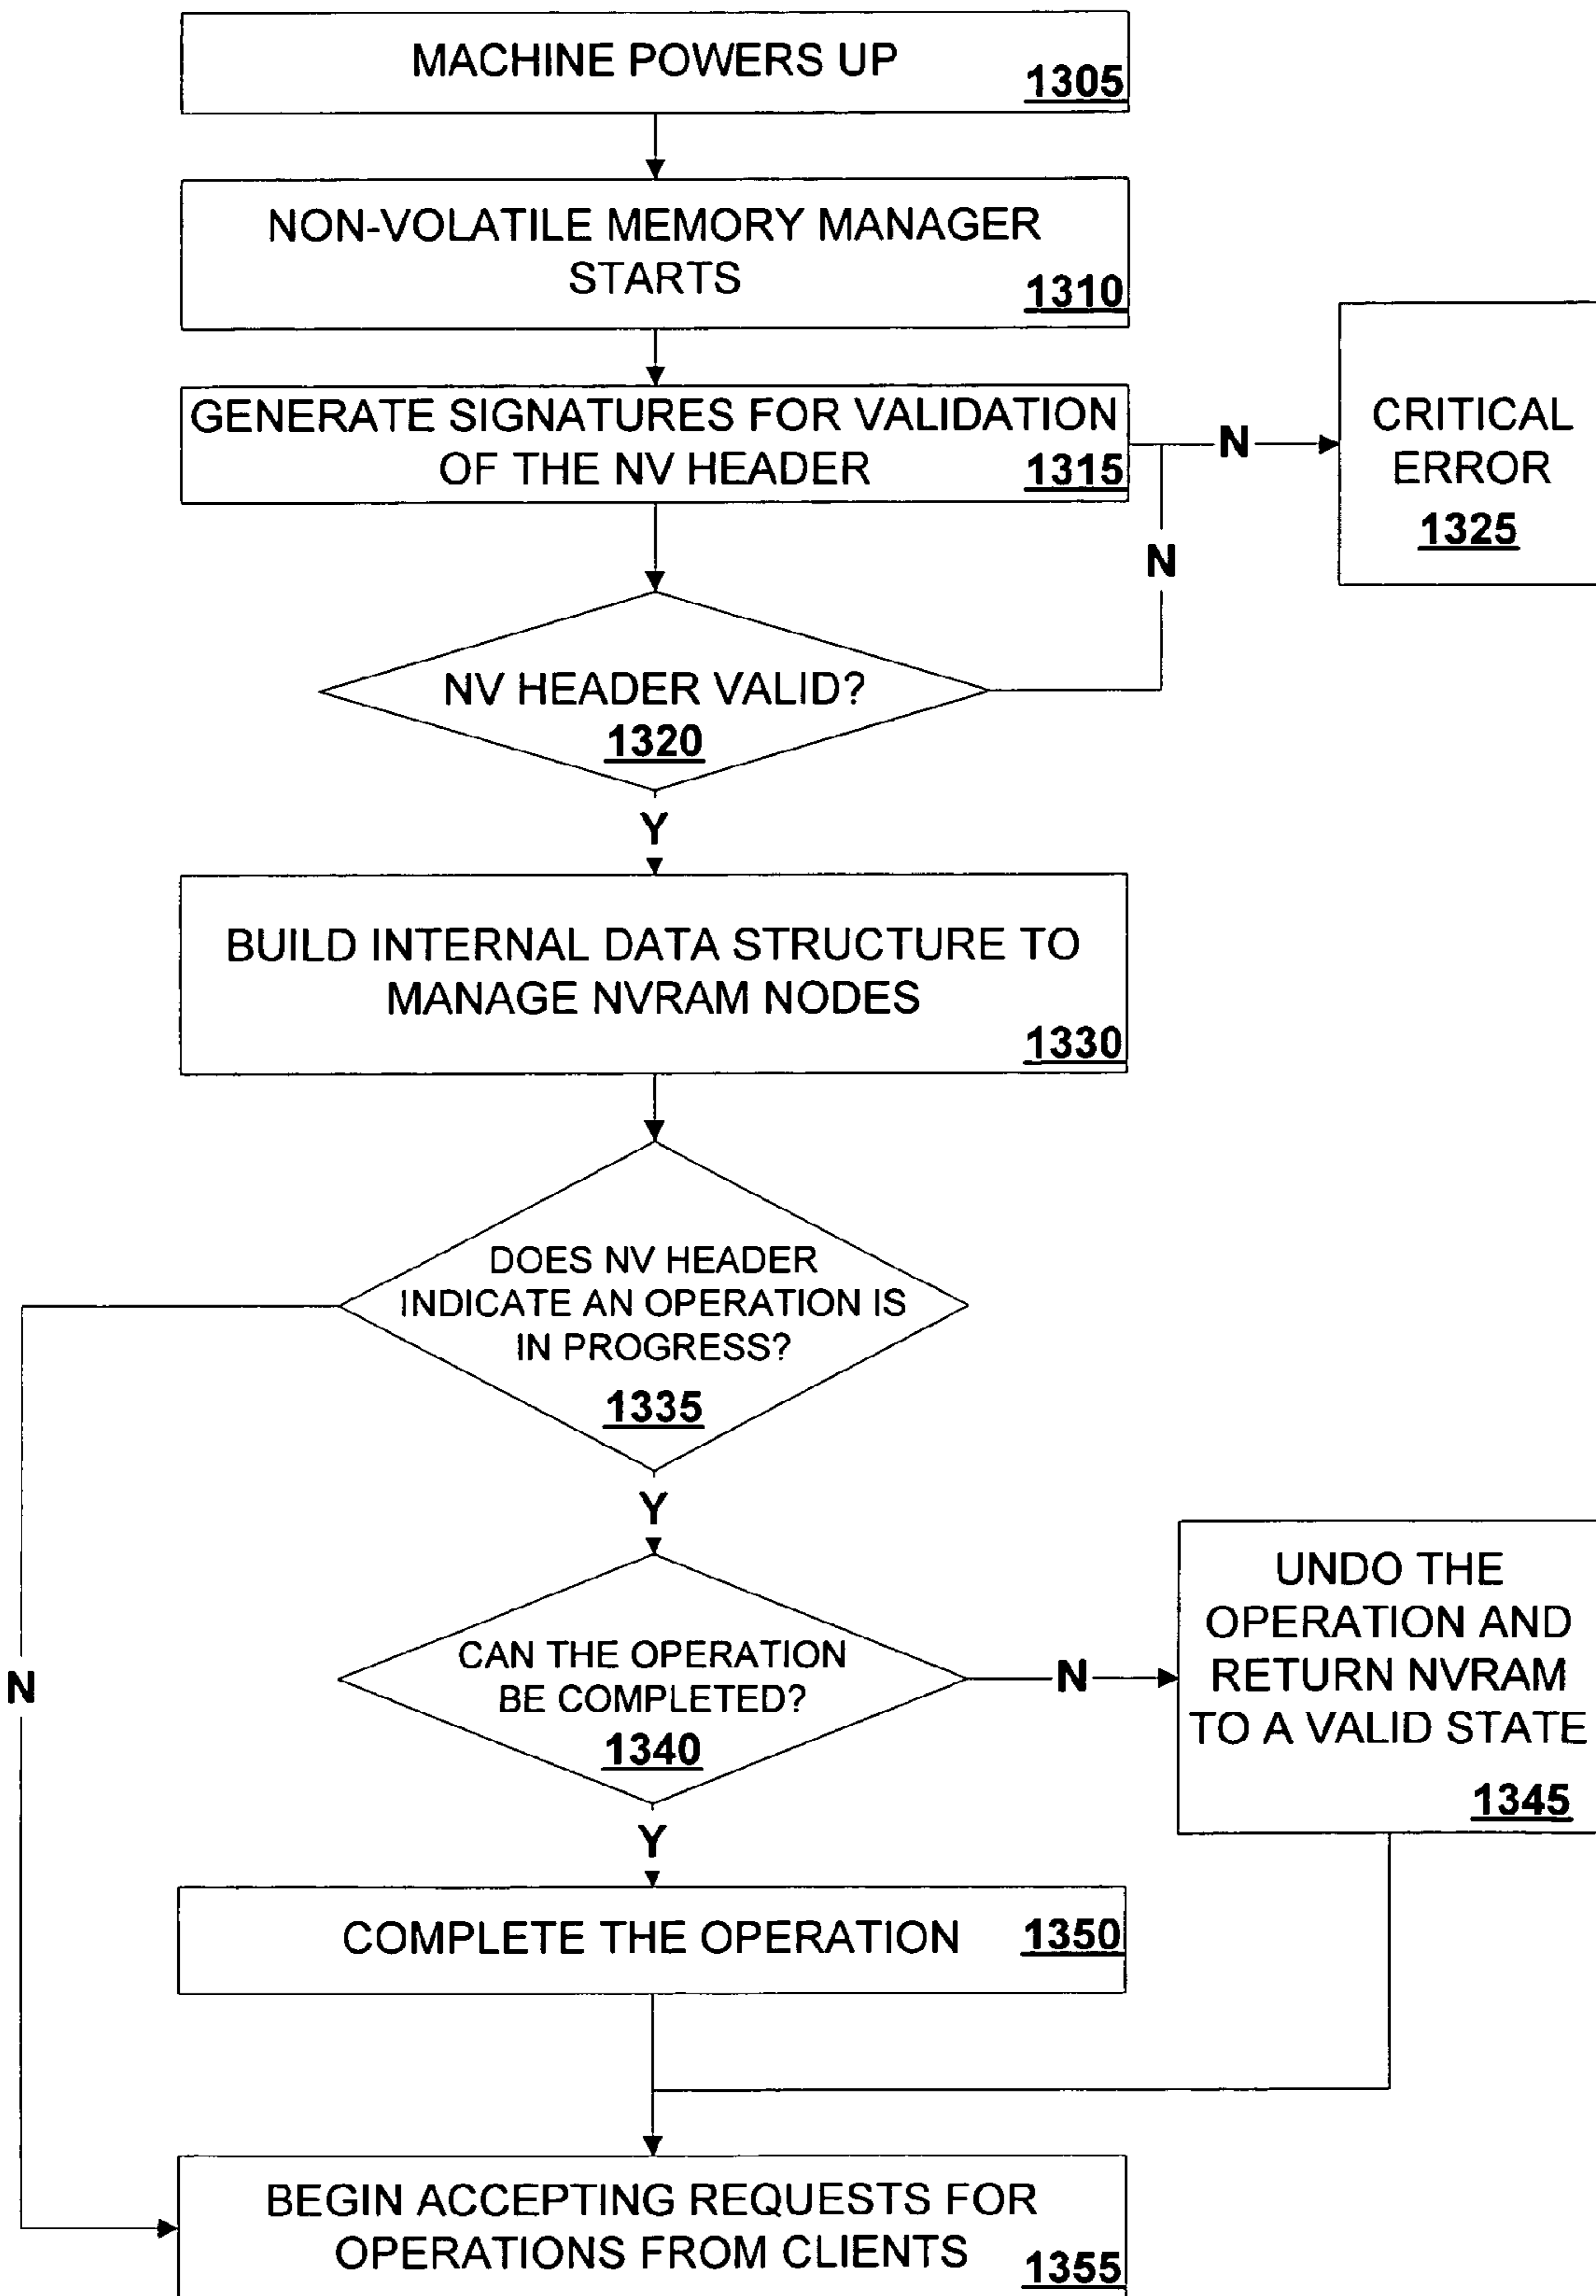 MACHINE POWERS UP
1305
NON-VOLATILE MEMORY MANAGER
STARTS
1310
GENERATE SIGNATURES FOR VALIDATION
OF THE NV HEADER
1315
N
CRITICAL
ERROR
1325
N
NV HEADER VALID?
1320
Y
BUILD INTERNAL DATA STRUCTURE TO
MANAGE NVRAM NODES
1330
DOES NV HEADER
INDICATE AN OPERATION IS
IN PROGRESS?
1335
N
Y
CAN THE OPERATION
BE COMPLETED?
1340
N
UNDO THE
OPERATION AND
RETURN NVRAM
TO A VALID STATE
1345
Y
COMPLETE THE OPERATION
1350
BEGIN ACCEPTING REQUESTS FOR
OPERATIONS FROM CLIENTS
1355